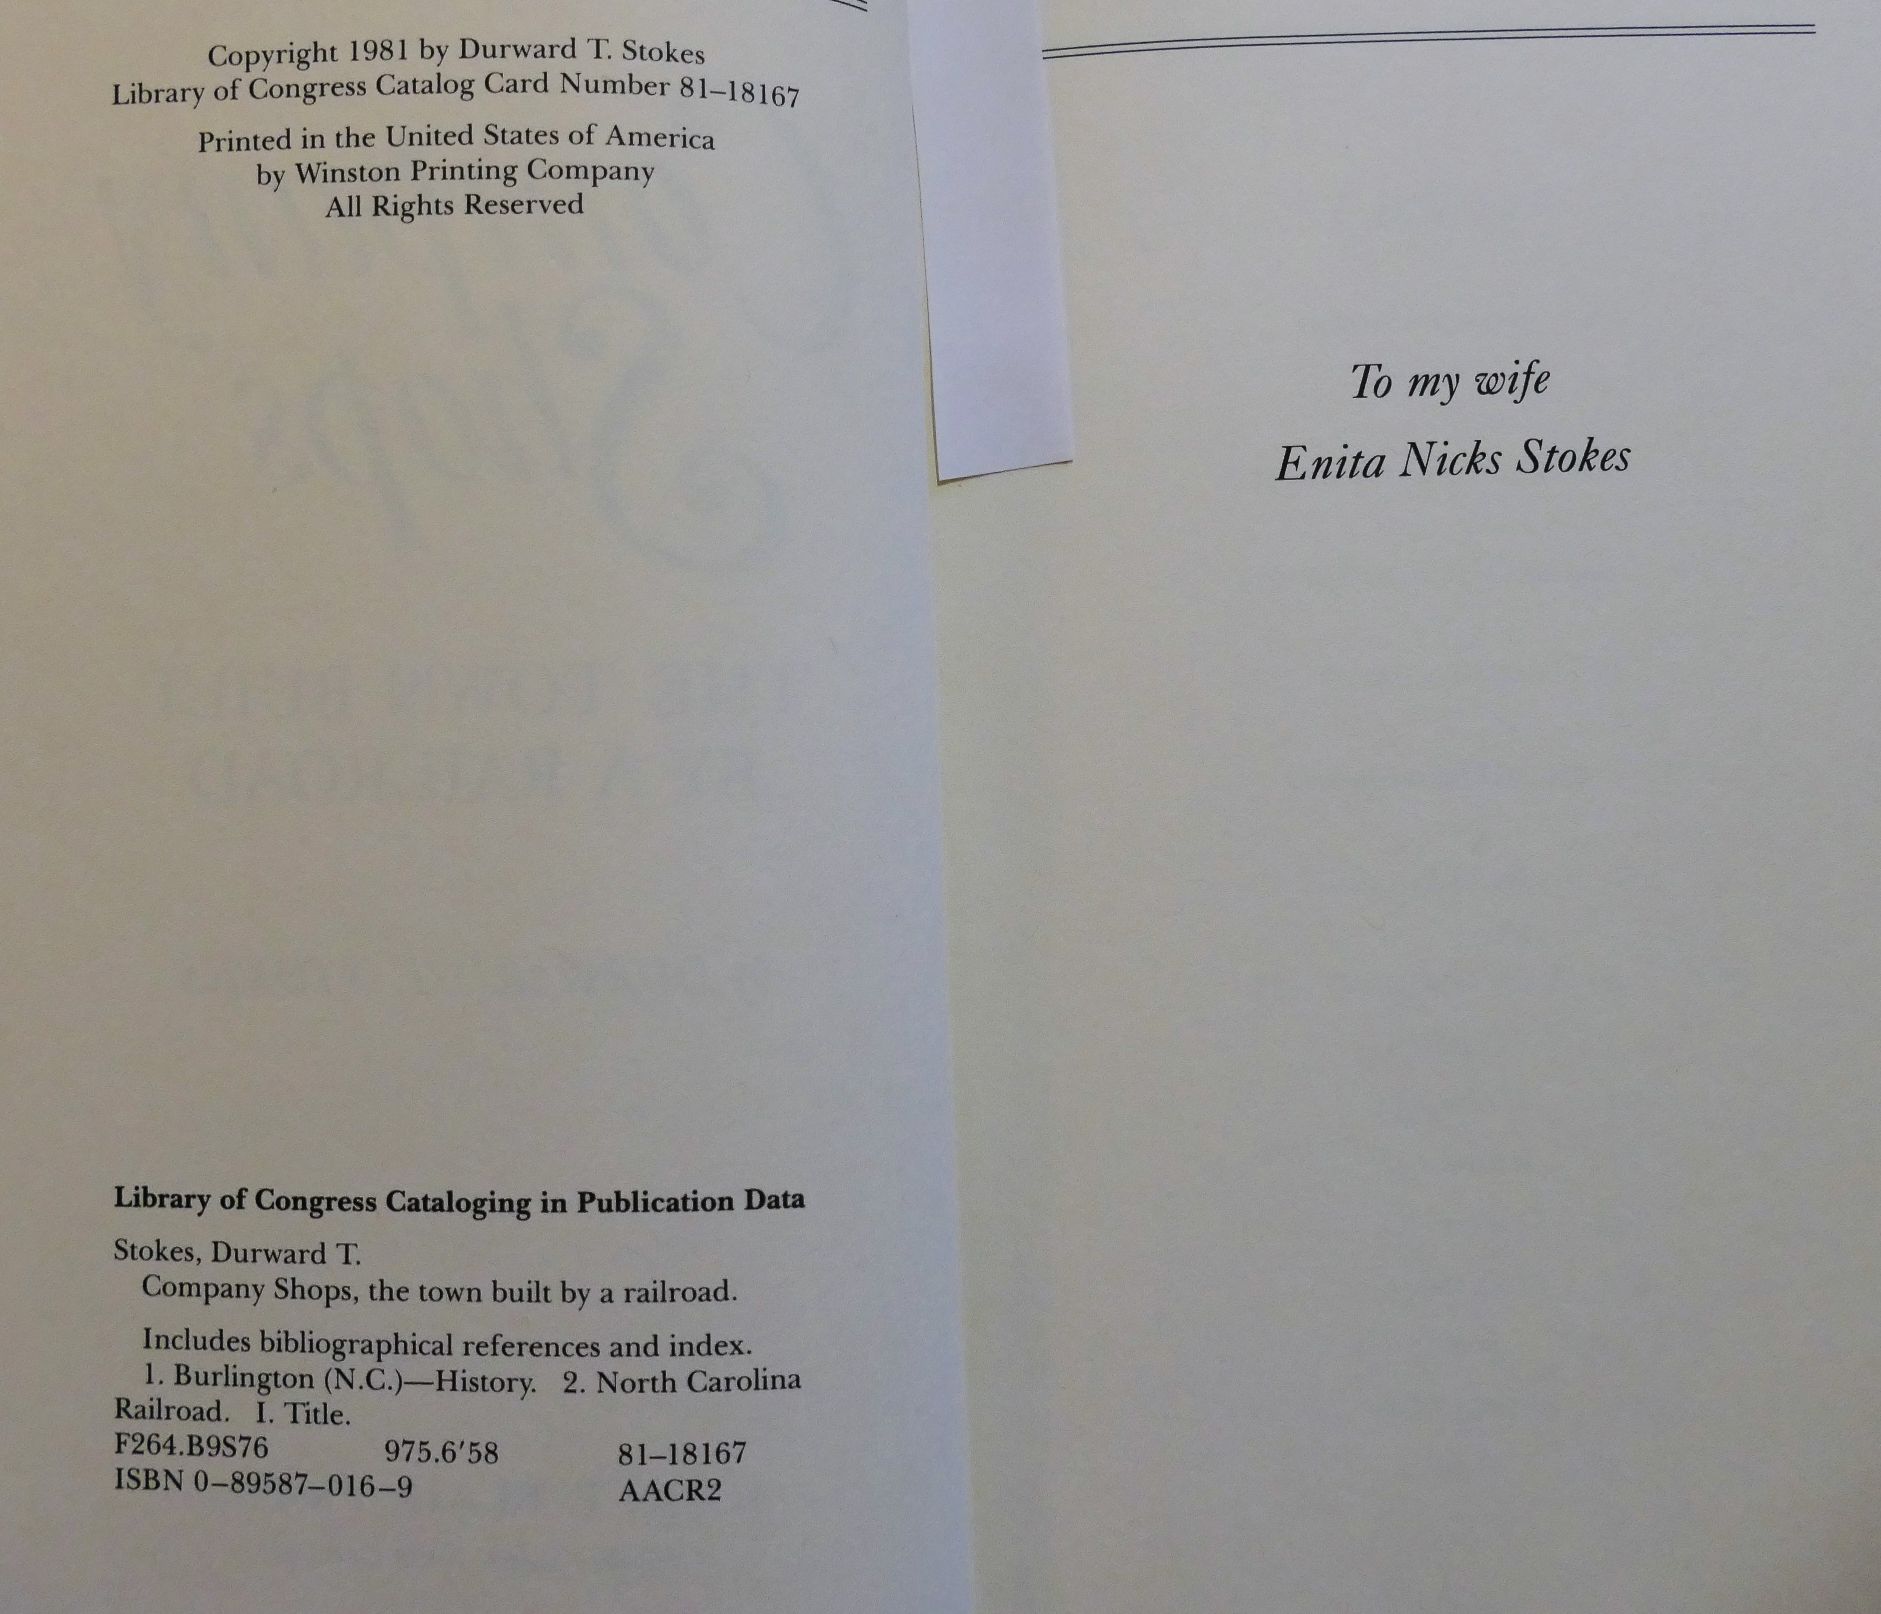 Copyright 1981 by Durward T. Stokes
Library of Congress Catalog Card Number 81–18167
Printed in the United States of America
by Winston Printing Company
All Rights Reserved
Library of Congress Cataloging in Publication Data
Stokes, Durward T.
Company Shops, the town built by a railroad.
Includes bibliographical references and index.
1. Burlington (N.C.)—History. 2. North Carolina
Railroad. I. Title.
F264.B9S76 975.6′58 81–18167
ISBN 0–89587–016–9 AACR2
To my wife
Enita Nicks Stokes